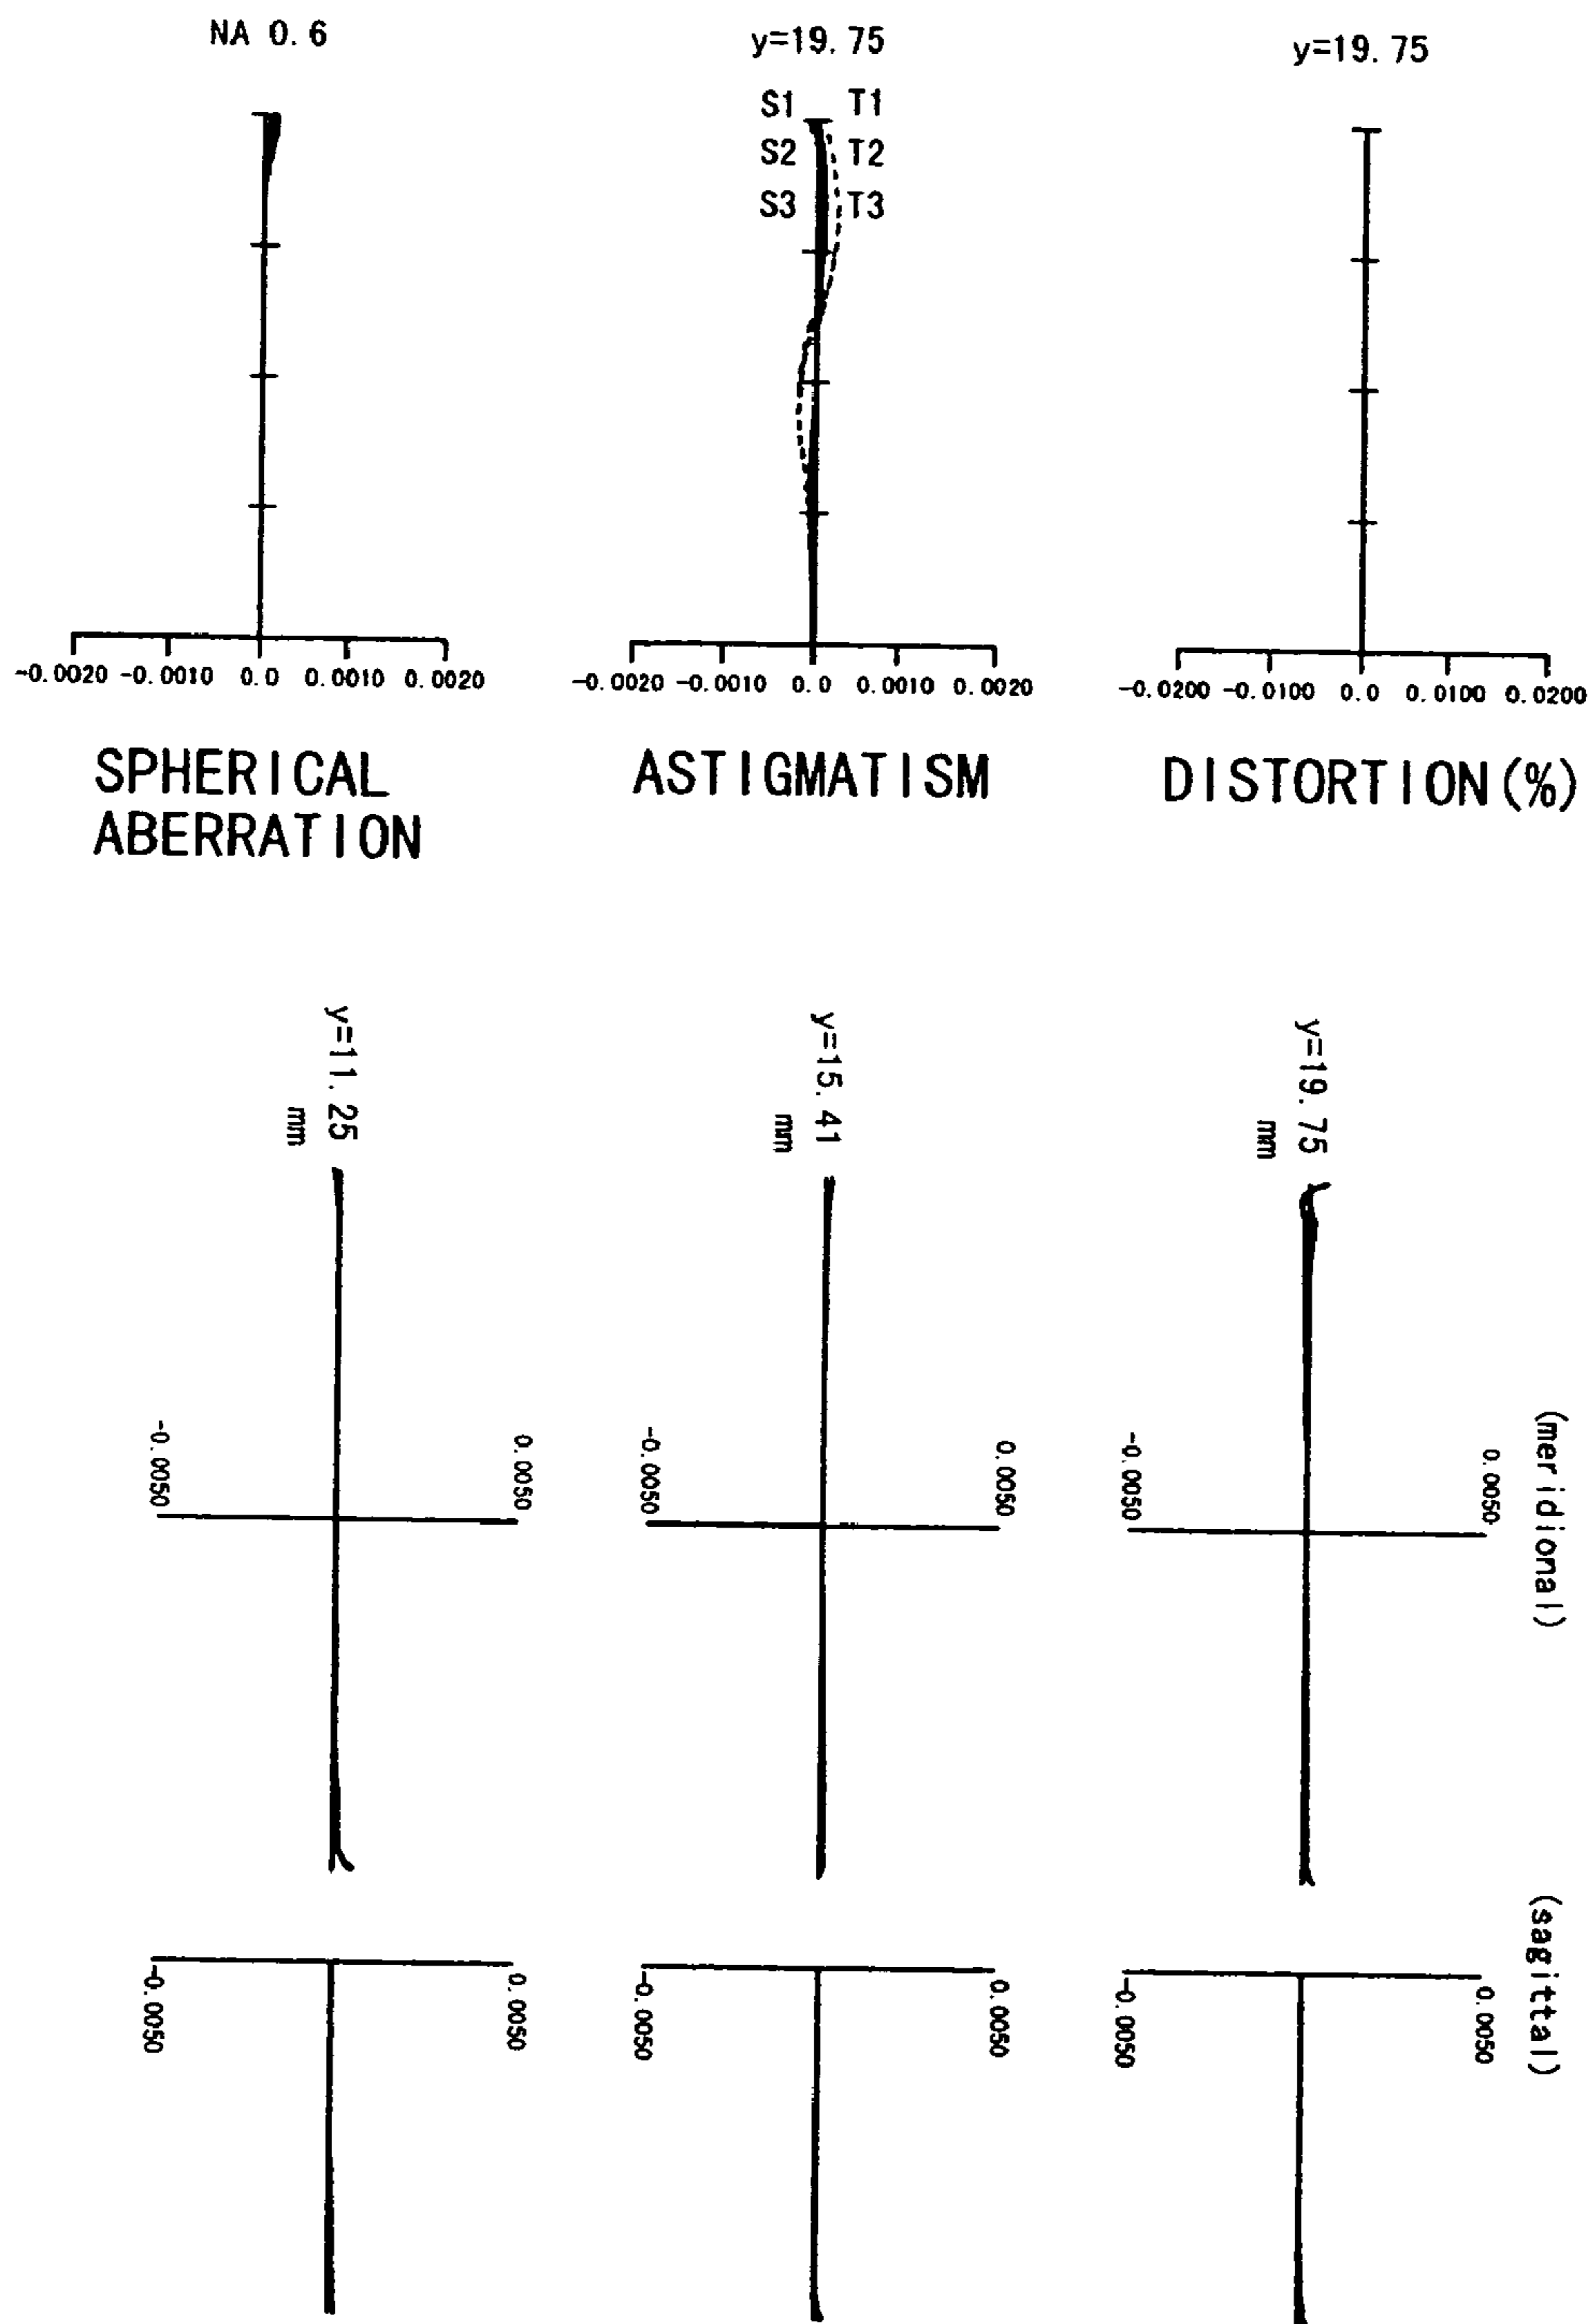 NA 0.6
y=19.75
y=19.75
S1 T1
S2 T2
S3 T3
-0.0020 -0.0010 0.0 0.0010 0.0020
-0.0020 -0.0010 0.0 0.0010 0.0020
-0.0200 -0.0100 0.0 0.0100 0.0200
SPHERICAL
ABERRATION
ASTIGMATISM
DISTORTION(%)
y=11.25
mm
y=15.41
mm
y=19.75
mm
-0.0050
0.0050
-0.0050
0.0050
-0.0050
0.0050
(meridional)
-0.0050
0.0050
-0.0050
0.0050
-0.0050
0.0050
(sagittal)